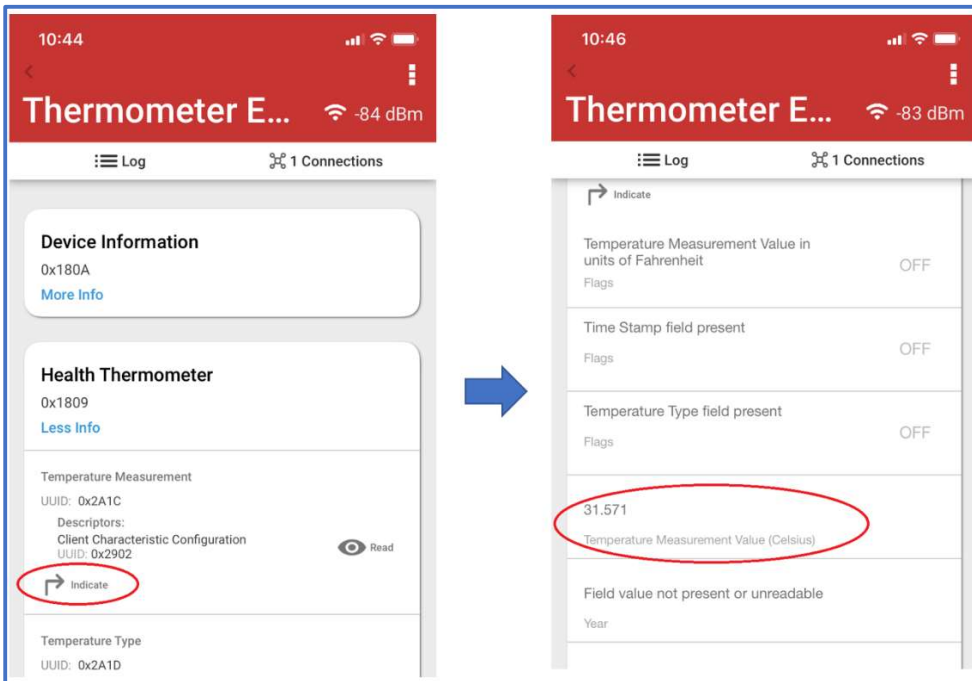 10:44
Thermometer E... -84 dBm
Log 1 Connections
Device Information
0x180A
More Info
Health Thermometer
0x1809
Less Info
Temperature Measurement
UUID: 0x2A1C
Descriptors:
Client Characteristic Configuration
UUID: 0x2902
Read
Indicate
Temperature Type
UUID: 0x2A1D
10:46
Thermometer E... -83 dBm
Log 1 Connections
Indicate
Temperature Measurement Value in
units of Fahrenheit
OFF
Flags
Time Stamp field present
OFF
Flags
Temperature Type field present
OFF
Flags
31.571
Temperature Measurement Value (Celsius)
Field value not present or unreadable
Year